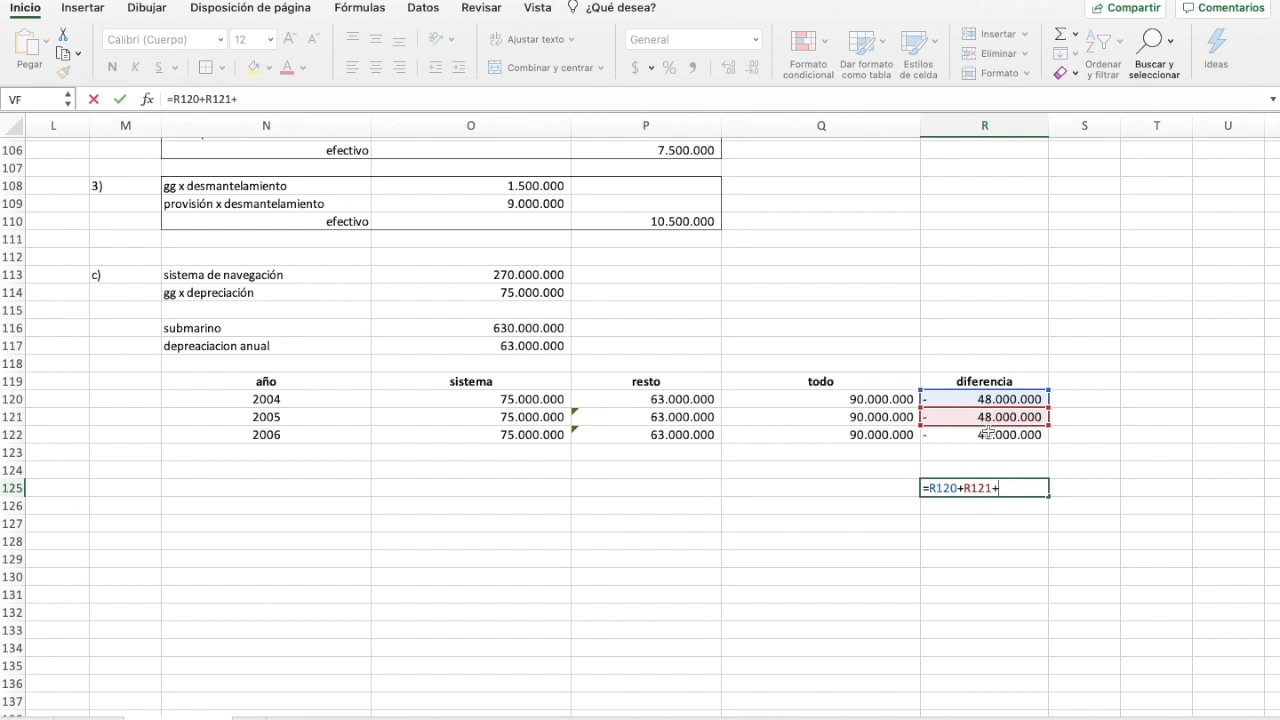 Inicio Insertar Dibujar Disposición de página Fórmulas Datos Revisar Vista ¿Qué desea? Compartir Comentarios
Calibri (Cuerpo) 12 Ajustar texto General Insertar
Pegar N K S A Combinar y centrar $ % Formato condicional Dar formato como tabla Estilos de celda Eliminar Formato Ordenar y filtrar Buscar y seleccionar Ideas
VF fx =R120+R121+
L M N O P Q R S T U
106 efectivo 7.500.000
107
108 3) gg x desmantelamiento 1.500.000
109 provisión x desmantelamiento 9.000.000
110 efectivo 10.500.000
111
112
113 c) sistema de navegación 270.000.000
114 gg x depreciación 75.000.000
115
116 submarino 630.000.000
117 depreaciacion anual 63.000.000
118
119 año sistema resto todo diferencia
120 2004 75.000.000 63.000.000 90.000.000 - 48.000.000
121 2005 75.000.000 63.000.000 90.000.000 - 48.000.000
122 2006 75.000.000 63.000.000 90.000.000 -
123
124
125 =R120+R121+
126
127
128
129
130
131
132
133
134
135
136
137